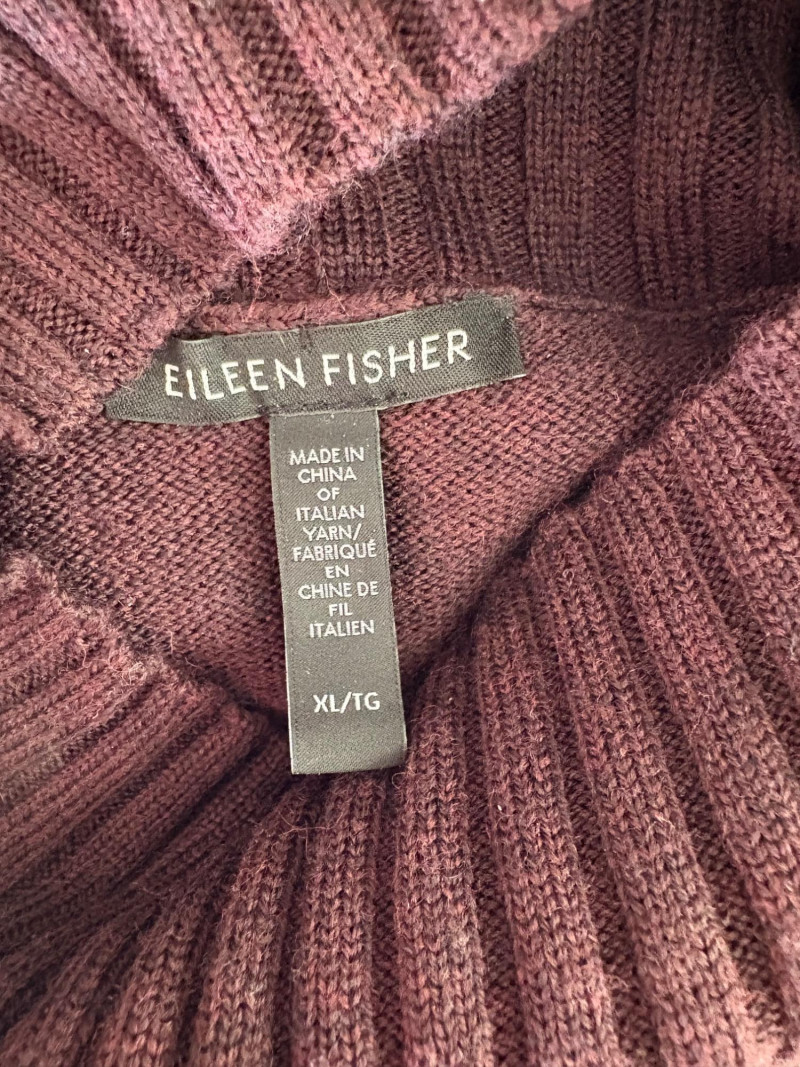 EILEEN FISHER
MADE IN
CHINA
OF
ITALIAN
YARN/
FABRIQUÉ
EN
CHINE DE
FIL
ITALIEN
XL/TG